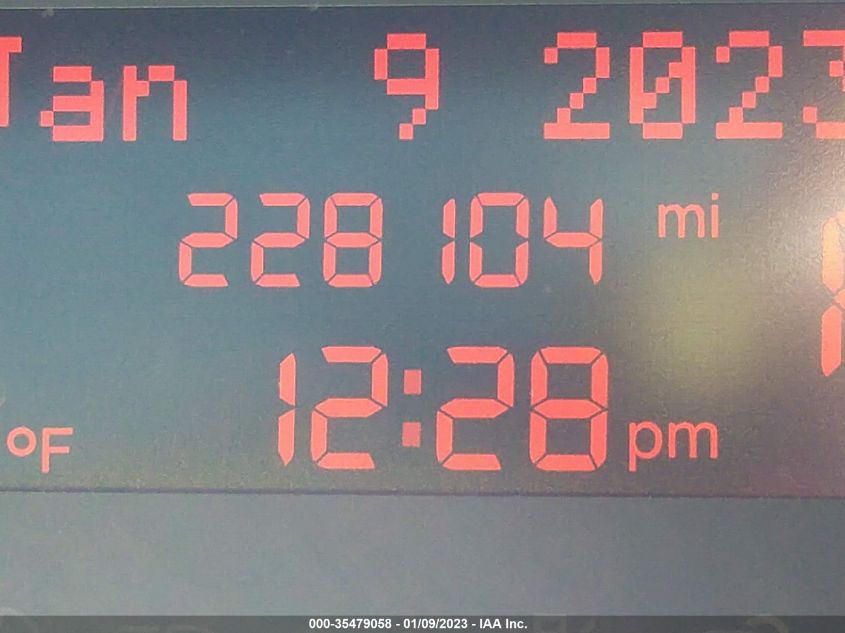 Jan 9 2023
228104 mi
°F 12:28 pm
000-35479058 - 01/09/2023 - IAA Inc.